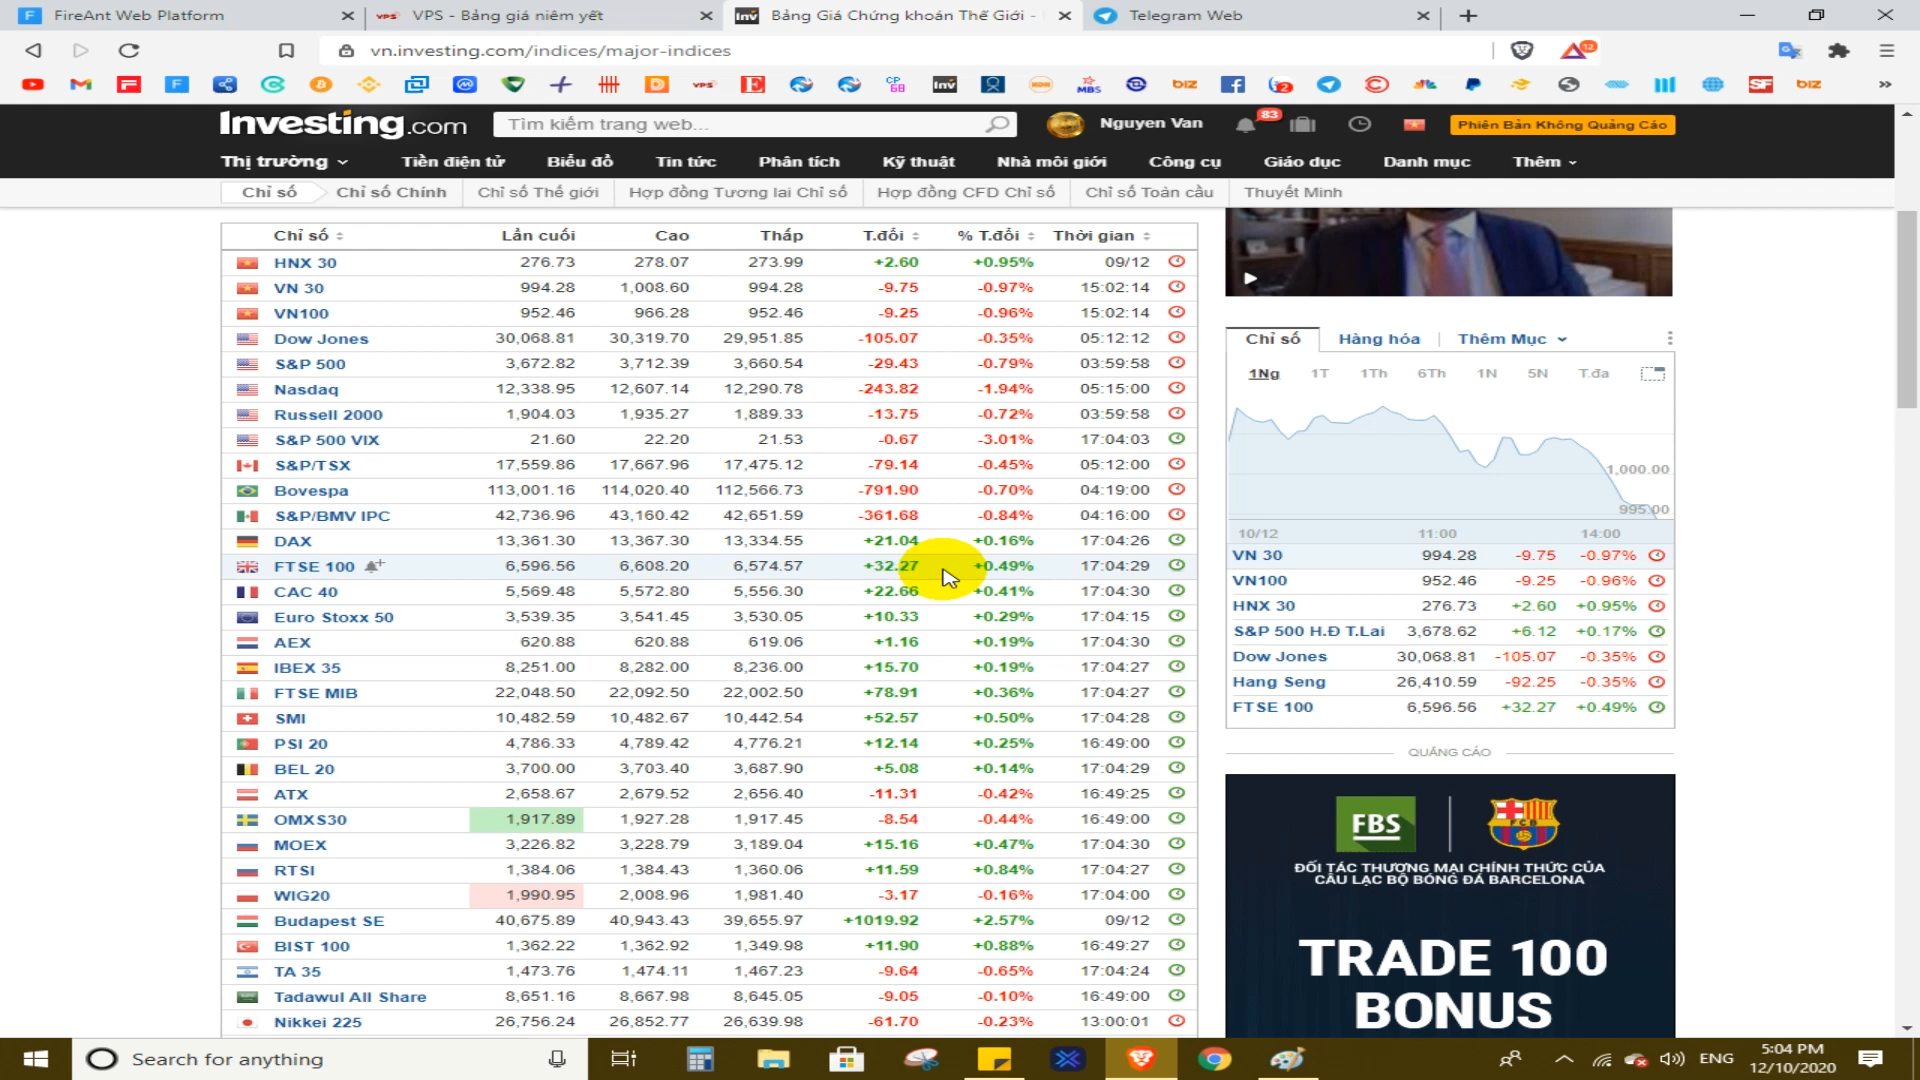 FireAnt Web Platform
VPS - Bảng giá niêm yết
Bảng Giá Chứng khoán Thế Giới -
Telegram Web
vn.investing.com/indices/major-indices
12
Investing.com
Tìm kiếm trang web...
Nguyen Van
83
Phiên Bản Không Quảng Cáo
Thị trường Tiền điện tử Biểu đồ Tin tức Phân tích Kỹ thuật Nhà môi giới Công cụ Giáo dục Danh mục Thêm
Chỉ số Chỉ số Chính Chỉ số Thế giới Hợp đồng Tương lai Chỉ số Hợp đồng CFD Chỉ số Chỉ số Toàn cầu Thuyết Minh
Chỉ số Lần cuối Cao Thấp T.đổi % T.đổi Thời gian
HNX 30 276.73 278.07 273.99 +2.60 +0.95% 09/12
VN 30 994.28 1,008.60 994.28 -9.75 -0.97% 15:02:14
VN100 952.46 966.28 952.46 -9.25 -0.96% 15:02:14
Dow Jones 30,068.81 30,319.70 29,951.85 -105.07 -0.35% 05:12:12
S&P 500 3,672.82 3,712.39 3,660.54 -29.43 -0.79% 03:59:58
Nasdaq 12,338.95 12,607.14 12,290.78 -243.82 -1.94% 05:15:00
Russell 2000 1,904.03 1,935.27 1,889.33 -13.75 -0.72% 03:59:58
S&P 500 VIX 21.60 22.20 21.53 -0.67 -3.01% 17:04:03
S&P/TSX 17,559.86 17,667.96 17,475.12 -79.14 -0.45% 05:12:00
Bovespa 113,001.16 114,020.40 112,566.73 -791.90 -0.70% 04:19:00
S&P/BMV IPC 42,736.96 43,160.42 42,651.59 -361.68 -0.84% 04:16:00
DAX 13,361.30 13,367.30 13,334.55 +21.04 +0.16% 17:04:26
FTSE 100 6,596.56 6,608.20 6,574.57 +32.27 +0.49% 17:04:29
CAC 40 5,569.48 5,572.80 5,556.30 +22.66 +0.41% 17:04:30
Euro Stoxx 50 3,539.35 3,541.45 3,530.05 +10.33 +0.29% 17:04:15
AEX 620.88 620.88 619.06 +1.16 +0.19% 17:04:30
IBEX 35 8,251.00 8,282.00 8,236.00 +15.70 +0.19% 17:04:27
FTSE MIB 22,048.50 22,092.50 22,002.50 +78.91 +0.36% 17:04:27
SMI 10,482.59 10,482.67 10,442.54 +52.57 +0.50% 17:04:28
PSI 20 4,786.33 4,789.42 4,776.21 +12.14 +0.25% 16:49:00
BEL 20 3,700.00 3,703.40 3,687.90 +5.08 +0.14% 17:04:29
ATX 2,658.67 2,679.52 2,656.40 -11.31 -0.42% 16:49:25
OMXS30 1,917.89 1,927.28 1,917.45 -8.54 -0.44% 16:49:00
MOEX 3,226.82 3,228.79 3,189.04 +15.16 +0.47% 17:04:30
RTSI 1,384.06 1,384.43 1,360.06 +11.59 +0.84% 17:04:27
WIG20 1,990.95 2,008.96 1,981.40 -3.17 -0.16% 17:04:00
Budapest SE 40,675.89 40,943.43 39,655.97 +1019.92 +2.57% 09/12
BIST 100 1,362.22 1,362.92 1,349.98 +11.90 +0.88% 16:49:27
TA 35 1,473.76 1,474.11 1,467.23 -9.64 -0.65% 17:04:24
Tadawul All Share 8,651.16 8,667.98 8,645.05 -9.05 -0.10% 16:49:00
Nikkei 225 26,756.24 26,852.77 26,639.98 -61.70 -0.23% 13:00:01
Chỉ số Hàng hóa Thêm Mục
1Ng 1T 1Th 6Th 1N 5N T.đa
1,000.00
995.00
10/12 11:00 14:00
VN 30 994.28 -9.75 -0.97%
VN100 952.46 -9.25 -0.96%
HNX 30 276.73 +2.60 +0.95%
S&P 500 H.Đ T.Lai 3,678.62 +6.12 +0.17%
Dow Jones 30,068.81 -105.07 -0.35%
Hang Seng 26,410.59 -92.25 -0.35%
FTSE 100 6,596.56 +32.27 +0.49%
QUẢNG CÁO
FBS
ĐỐI TÁC THƯƠNG MẠI CHÍNH THỨC CỦA
CÂU LẠC BỘ BÓNG ĐÁ BARCELONA
TRADE 100
BONUS
Search for anything
ENG
5:04 PM
12/10/2020